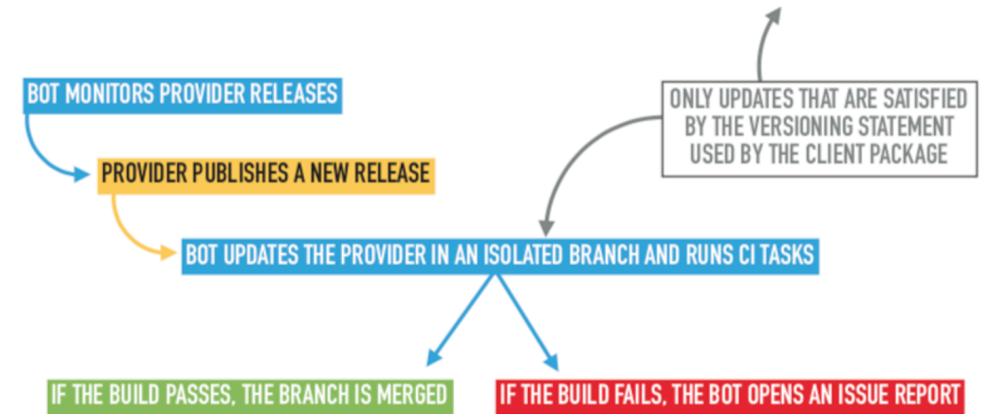 BOT MONITORS PROVIDER RELEASES
ONLY UPDATES THAT ARE SATISFIED
BY THE VERSIONING STATEMENT
USED BY THE CLIENT PACKAGE
PROVIDER PUBLISHES A NEW RELEASE
BOT UPDATES THE PROVIDER IN AN ISOLATED BRANCH AND RUNS CI TASKS
IF THE BUILD PASSES, THE BRANCH IS MERGED
IF THE BUILD FAILS, THE BOT OPENS AN ISSUE REPORT